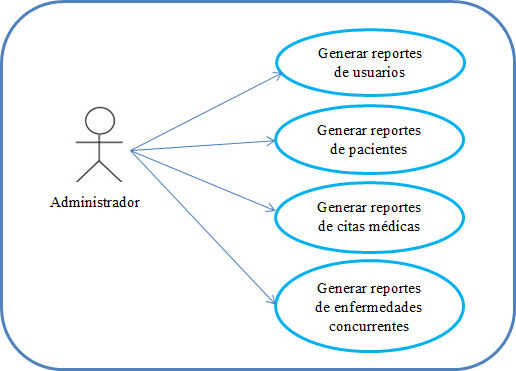 Generar reportes
de usuarios
Generar reportes
de pacientes
Administrador
Generar reportes
de citas médicas
Generar reportes
de enfermedades
concurrentes